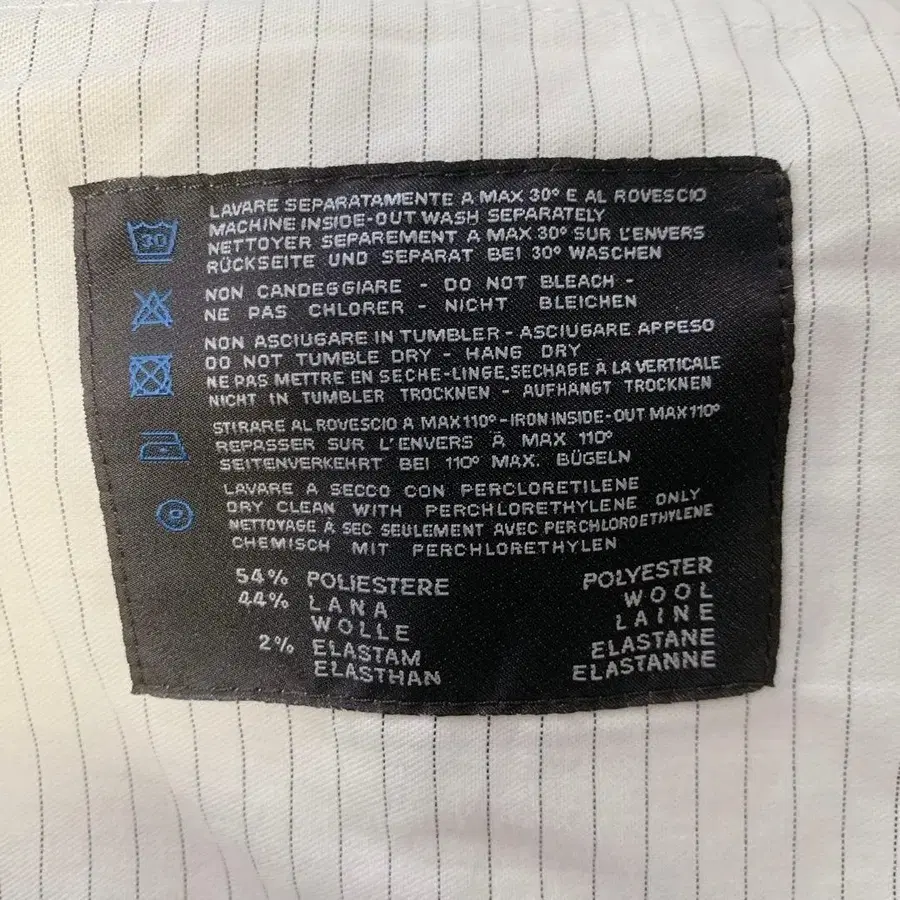 30
LAVARE SEPARATAMENTE A MAX 30° E AL ROVESCIO
MACHINE INSIDE-OUT WASH SEPARATELY
NETTOYER SEPAREMENT A MAX 30° SUR L'ENVERS
RÜCKSEITE UND SEPARAT BEI 30° WASCHEN
NON CANDEGGIARE - DO NOT BLEACH -
NE PAS CHLORER - NICHT BLEICHEN
NON ASCIUGARE IN TUMBLER - ASCIUGARE APPESO
DO NOT TUMBLE DRY - HANG DRY
NE PAS METTRE EN SECHE-LINGE, SECHAGE À LA VERTICALE
NICHT IN TUMBLER TROCKNEN - AUFHANGT TROCKNEN
STIRARE AL ROVESCIO A MAX 110° - IRON INSIDE-OUT MAX 110°
REPASSER SUR L'ENVERS À MAX 110°
SEITENVERKEHRT BEI 110° MAX. BÜGELN
LAVARE A SECCO CON PERCLORETILENE
DRY CLEAN WITH PERCHLORETHYLENE ONLY
NETTOYAGE À SEC SEULEMENT AVEC PERCHLOROETHYLENE
CHEMISCH MIT PERCHLORETHYLEN
54% POLIESTERE POLYESTER
44% LANA WOOL
WOLLE LAINE
2% ELASTAM ELASTANE
ELASTHAN ELASTANNE